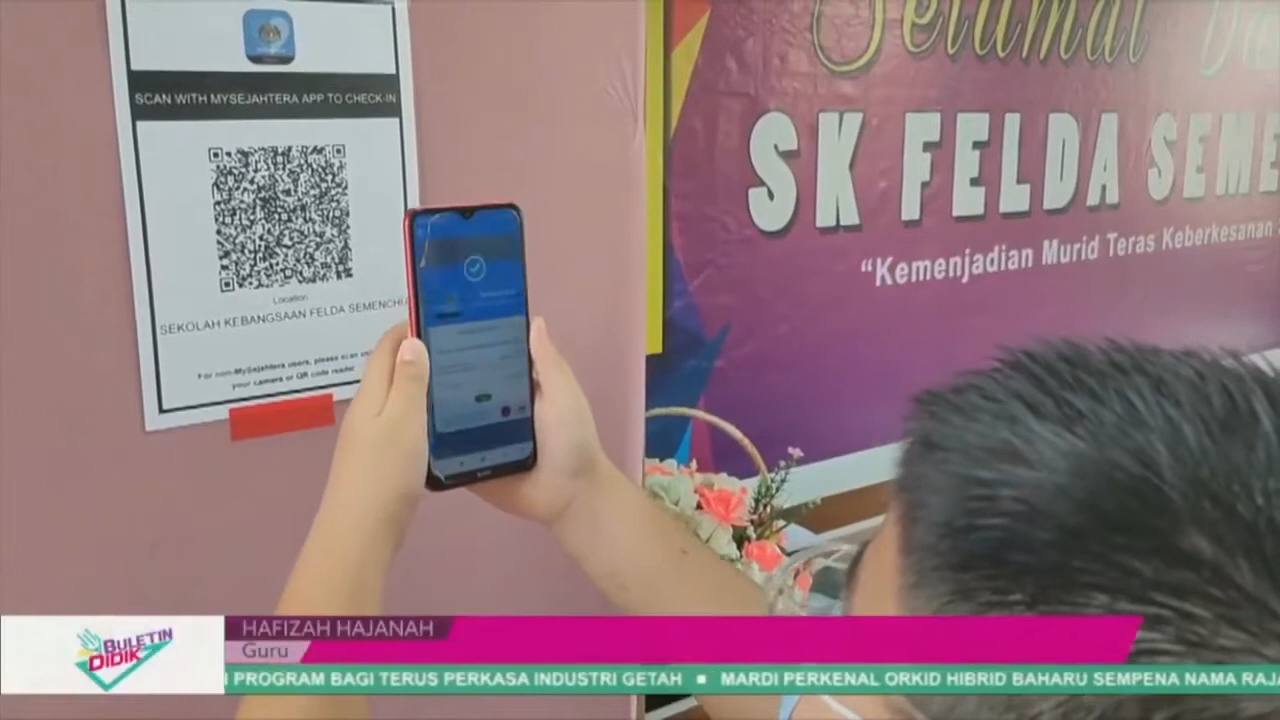 SCAN WITH MYSEJAHTERA APP TO CHECK-IN
Location
SEKOLAH KEBANGSAAN FELDA SEMENCHI
For non-MySejahtera users, please scan
your camera or QR code reader
Selamat Da
SK FELDA SEME
“Kemenjadian Murid Teras Keberkesanan
HAFIZAH HAJANAH
Guru
BULETIN
DIDIK
I PROGRAM BAGI TERUS PERKASA INDUSTRI GETAH ■ MARDI PERKENAL ORKID HIBRID BAHARU SEMPENA NAMA RAJA